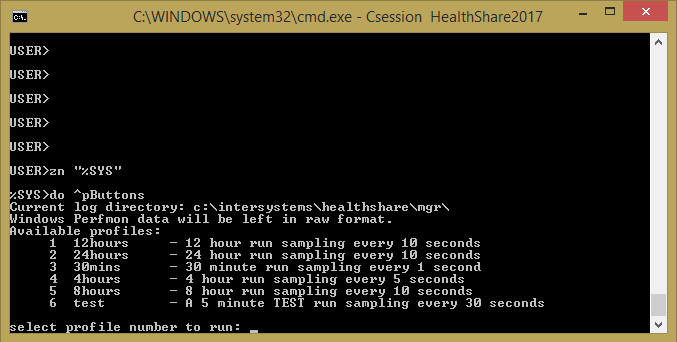 C:\WINDOWS\system32\cmd.exe - Csession  HealthShare2017
USER>
USER>
USER>
USER>
USER>
USER>zn "%SYS"
%SYS>do ^pButtons
Current log directory: c:\intersystems\healthshare\mgr\
Windows Perfmon data will be left in raw format.
Available profiles:
1  12hours     - 12 hour run sampling every 10 seconds
2  24hours     - 24 hour run sampling every 10 seconds
3  30mins      - 30 minute run sampling every 1 second
4  4hours      - 4 hour run sampling every 5 seconds
5  8hours      - 8 hour run sampling every 10 seconds
6  test        - A 5 minute TEST run sampling every 30 seconds
select profile number to run: _